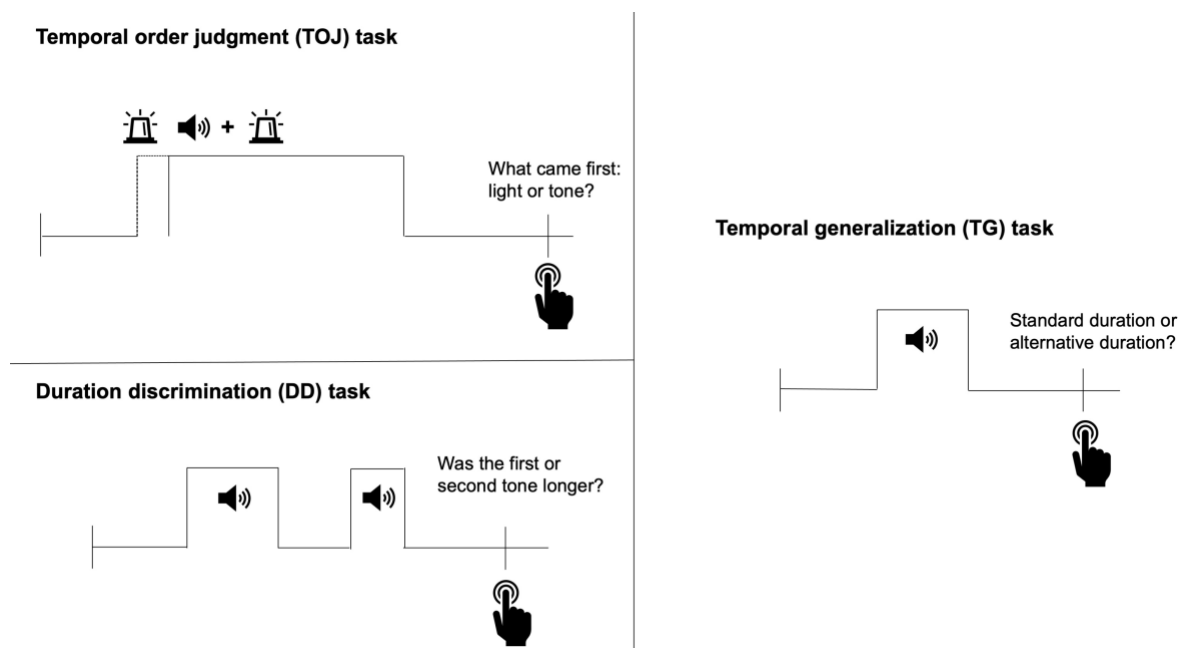 Temporal order judgment (TOJ) task
+
What came first:
light or tone?
Duration discrimination (DD) task
Was the first or
second tone longer?
Temporal generalization (TG) task
Standard duration or
alternative duration?